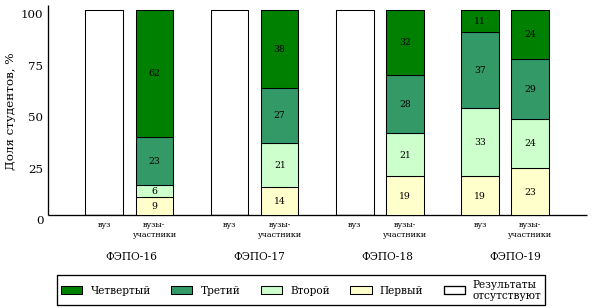 Доля студентов, %
100
75
50
25
0
62
23
6
9
38
27
21
14
32
28
21
19
11
37
33
19
24
29
24
23
вуз
вузы-
участники
вуз
вузы-
участники
вуз
вузы-
участники
вуз
вузы-
участники
ФЭПО-16
ФЭПО-17
ФЭПО-18
ФЭПО-19
Четвертый
Третий
Второй
Первый
Результаты
отсутствуют